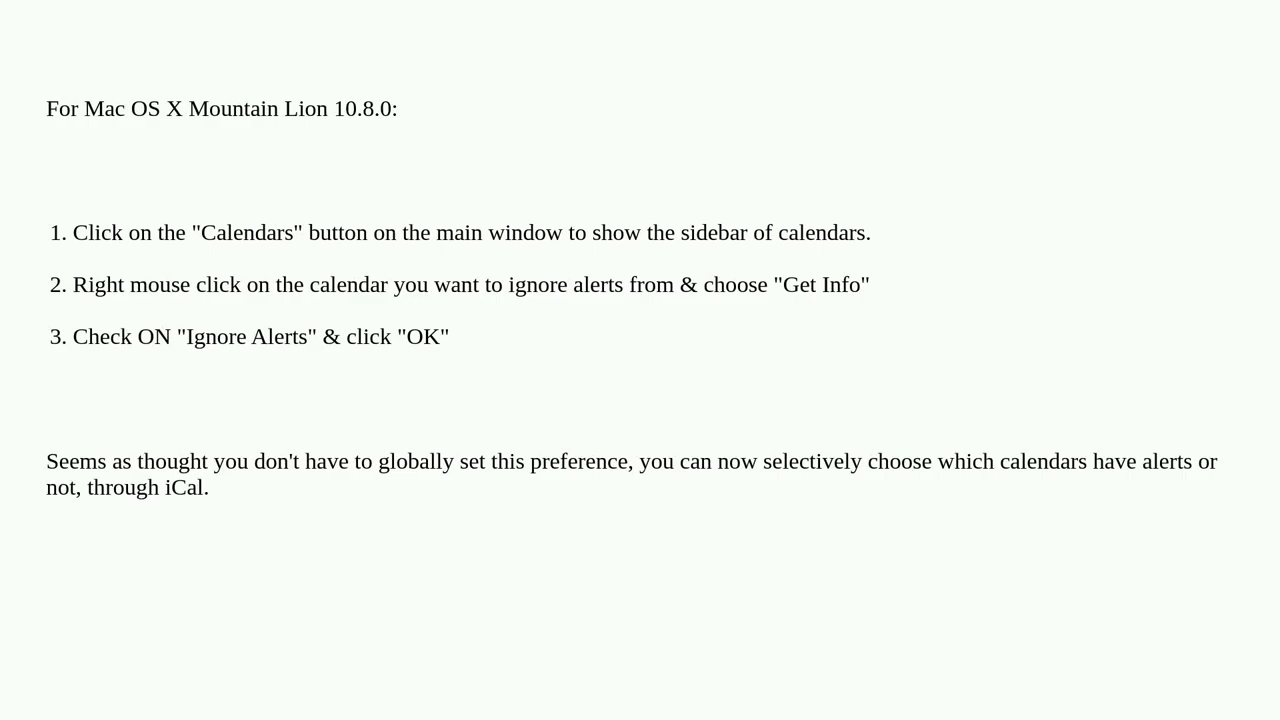 For Mac OS X Mountain Lion 10.8.0:
1. Click on the "Calendars" button on the main window to show the sidebar of calendars.
2. Right mouse click on the calendar you want to ignore alerts from & choose "Get Info"
3. Check ON "Ignore Alerts" & click "OK"
Seems as thought you don't have to globally set this preference, you can now selectively choose which calendars have alerts or
not, through iCal.